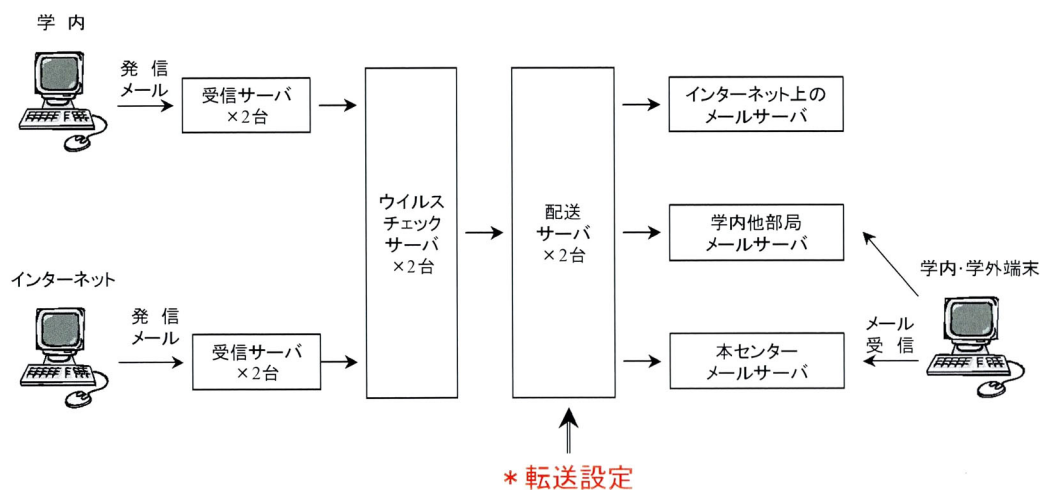 学 内
発 信
メール
受信サーバ
×2台
インターネット
発 信
メール
受信サーバ
×2台
ウイルス
チェック
サーバ
×2台
配送
サーバ
×2台
インターネット上の
メールサーバ
学内他部局
メールサーバ
本センター
メールサーバ
学内・学外端末
メール
受 信
*転送設定